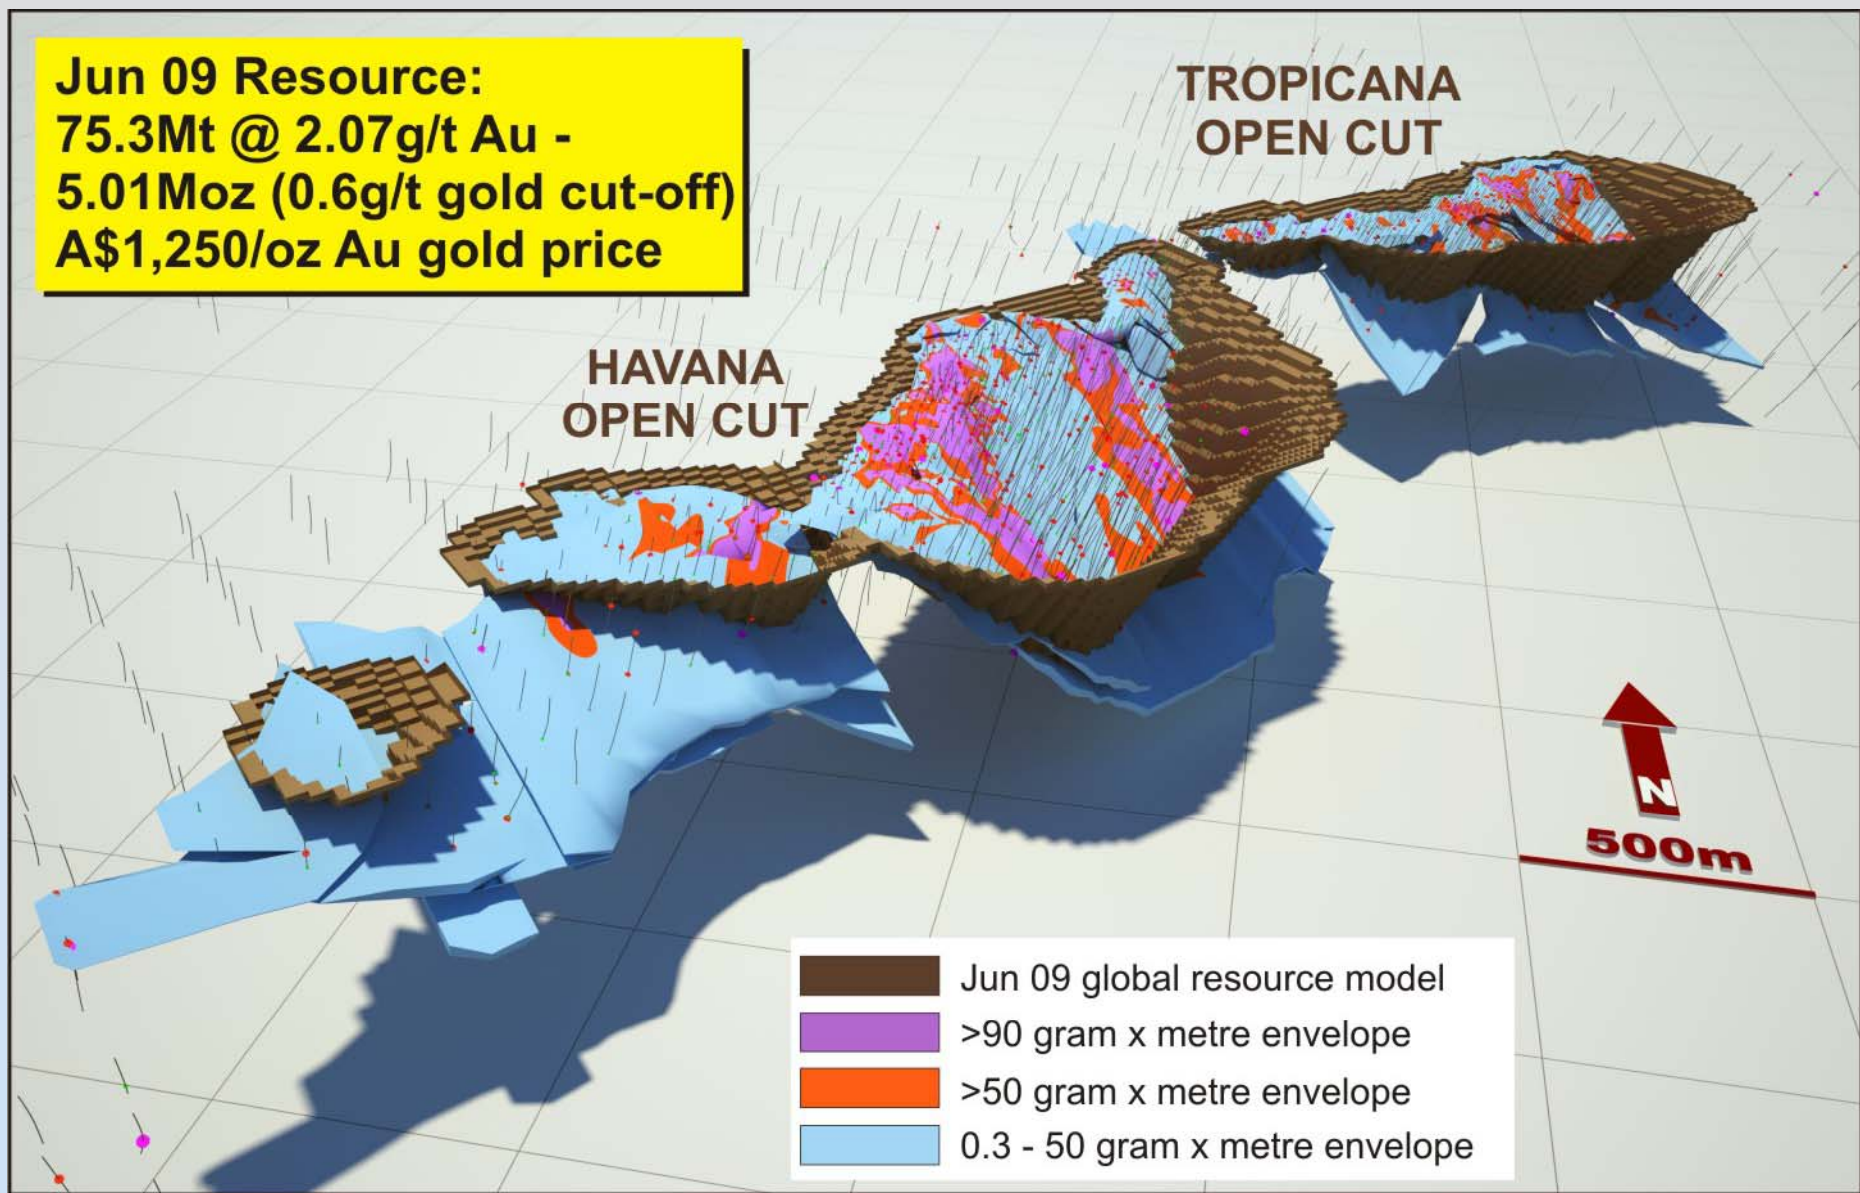 Jun 09 Resource:
75.3Mt @ 2.07g/t Au -
5.01Moz (0.6g/t gold cut-off)
A$1,250/oz Au gold price
TROPICANA
OPEN CUT
HAVANA
OPEN CUT
N
500m
Jun 09 global resource model
>90 gram x metre envelope
>50 gram x metre envelope
0.3 - 50 gram x metre envelope